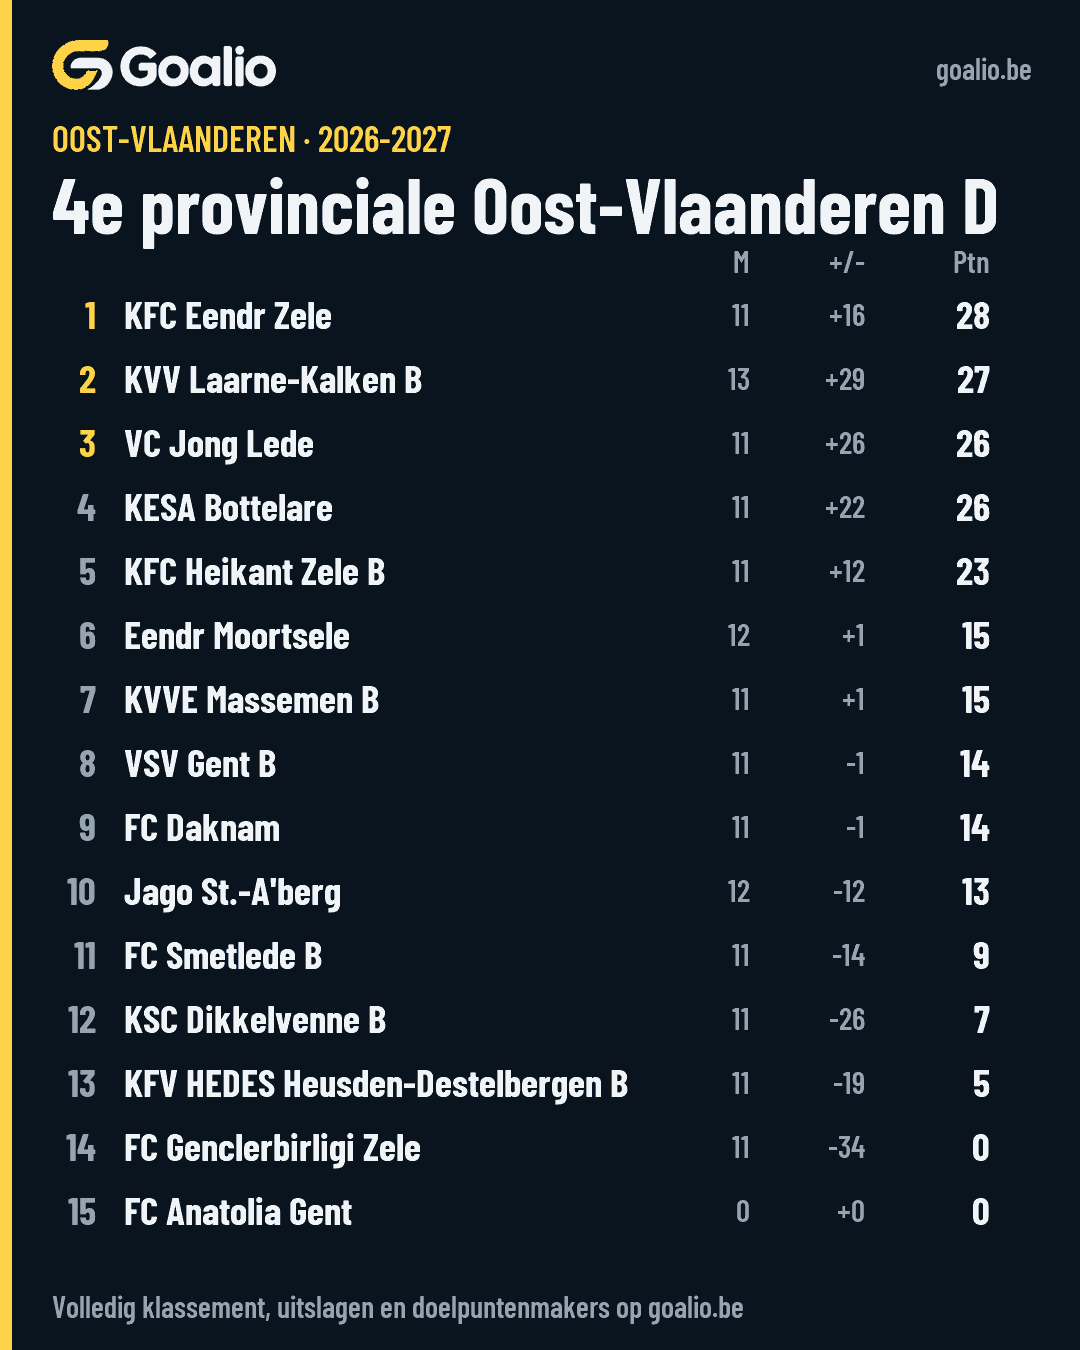 Goalio
goalio.be
OOST-VLAANDEREN · 2026-2027
4e provinciale Oost-Vlaanderen D
M +/- Ptn
1 KFC Eendr Zele 11 +16 28
2 KVV Laarne-Kalken B 13 +29 27
3 VC Jong Lede 11 +26 26
4 KESA Bottelare 11 +22 26
5 KFC Heikant Zele B 11 +12 23
6 Eendr Moortsele 12 +1 15
7 KVVE Massemen B 11 +1 15
8 VSV Gent B 11 -1 14
9 FC Daknam 11 -1 14
10 Jago St.-A'berg 12 -12 13
11 FC Smetlede B 11 -14 9
12 KSC Dikkelvenne B 11 -26 7
13 KFV HEDES Heusden-Destelbergen B 11 -19 5
14 FC Genclerbirligi Zele 11 -34 0
15 FC Anatolia Gent 0 +0 0
Volledig klassement, uitslagen en doelpuntenmakers op goalio.be